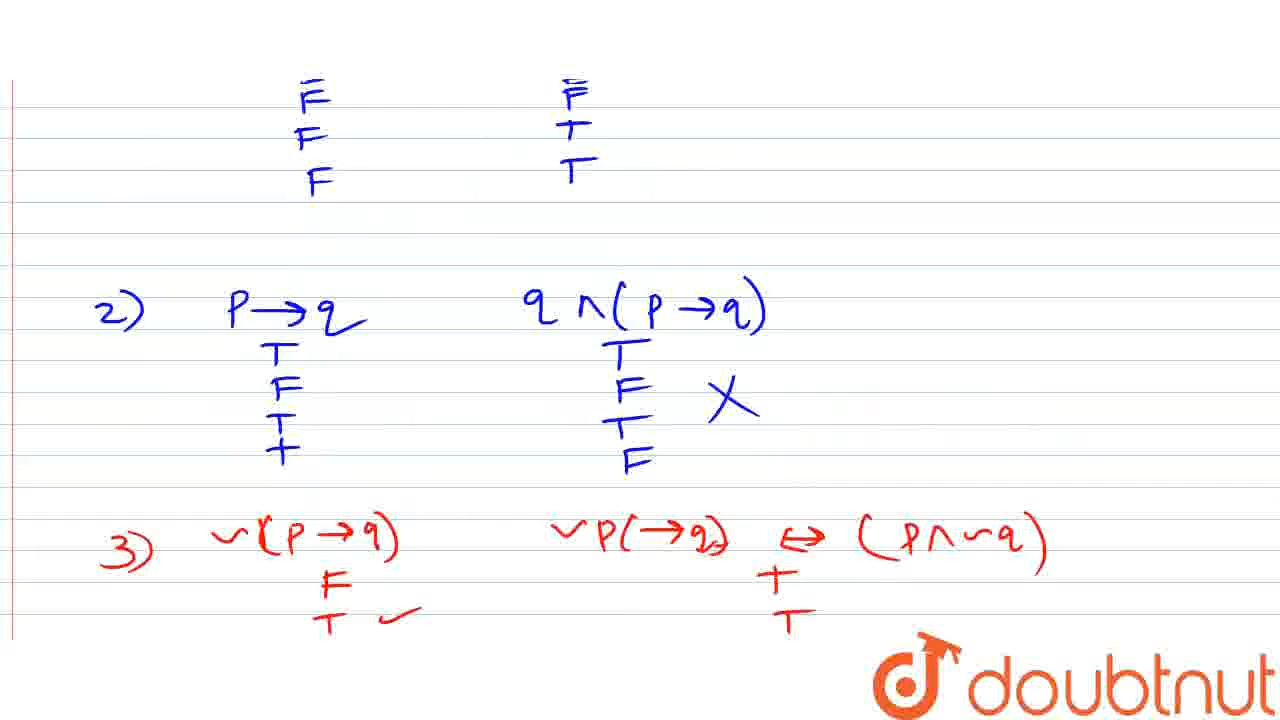 F F
F T
F T
2) p → q q ∧ ( p → q )
T T
F F X
T T
T F
3) ~ ( p → q ) ~ p ( → q ) ↔ ( p ∧ ~ q )
F T
T ✓ T
doubtnut